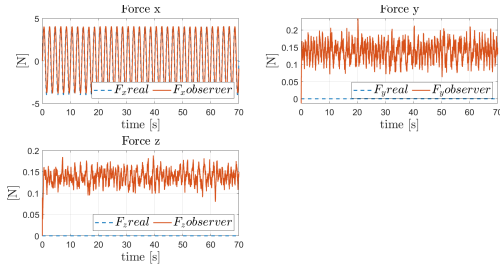 Force x
5
0
-5
[N]
0 10 20 30 40 50 60 70
time [s]
F_x real F_x observer
Force y
0.2
0.15
0.1
0.05
0
[N]
0 10 20 30 40 50 60 70
time [s]
F_y real F_y observer
Force z
0.2
0.15
0.1
0.05
0
[N]
0 10 20 30 40 50 60 70
time [s]
F_z real F_z observer